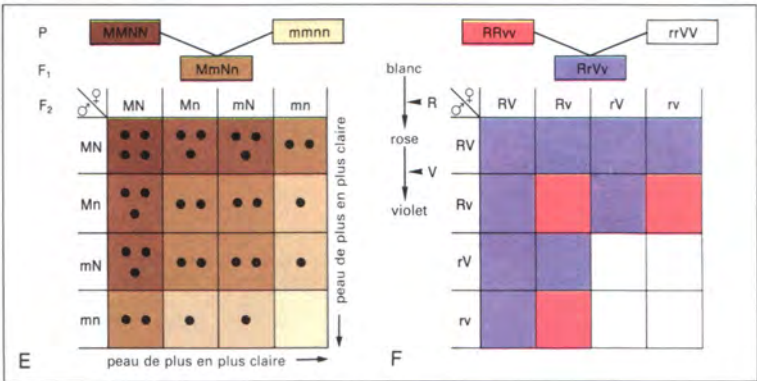 P MMNN mmnn
F₁ MmNn
F₂ ♂ ♀ MN Mn mN mn
MN
Mn
mN
mn
peau de plus en plus claire
E peau de plus en plus claire
RRvv rrVV
RrVv
blanc
R
rose
V
violet
♂ ♀ RV Rv rV rv
RV
Rv
rV
rv
F